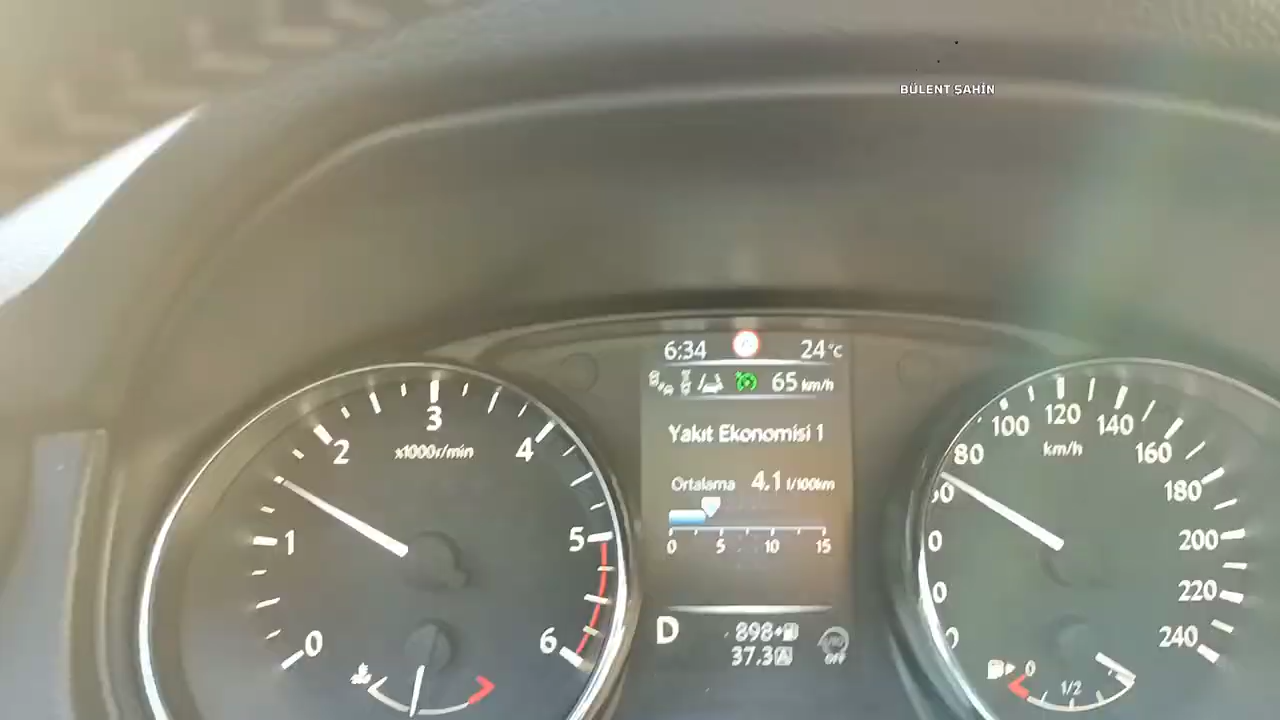 BÜLENT ŞAHİN
6:34 24°C
65 km/h
Yakıt Ekonomisi 1
Ortalama 4.1 l/100km
0 5 10 15
D 898
37.3 A
OFF
0 1 2 3 4 5 6
x1000r/min
80 100 120 140 160 180 200 220 240
km/h
0 1/2